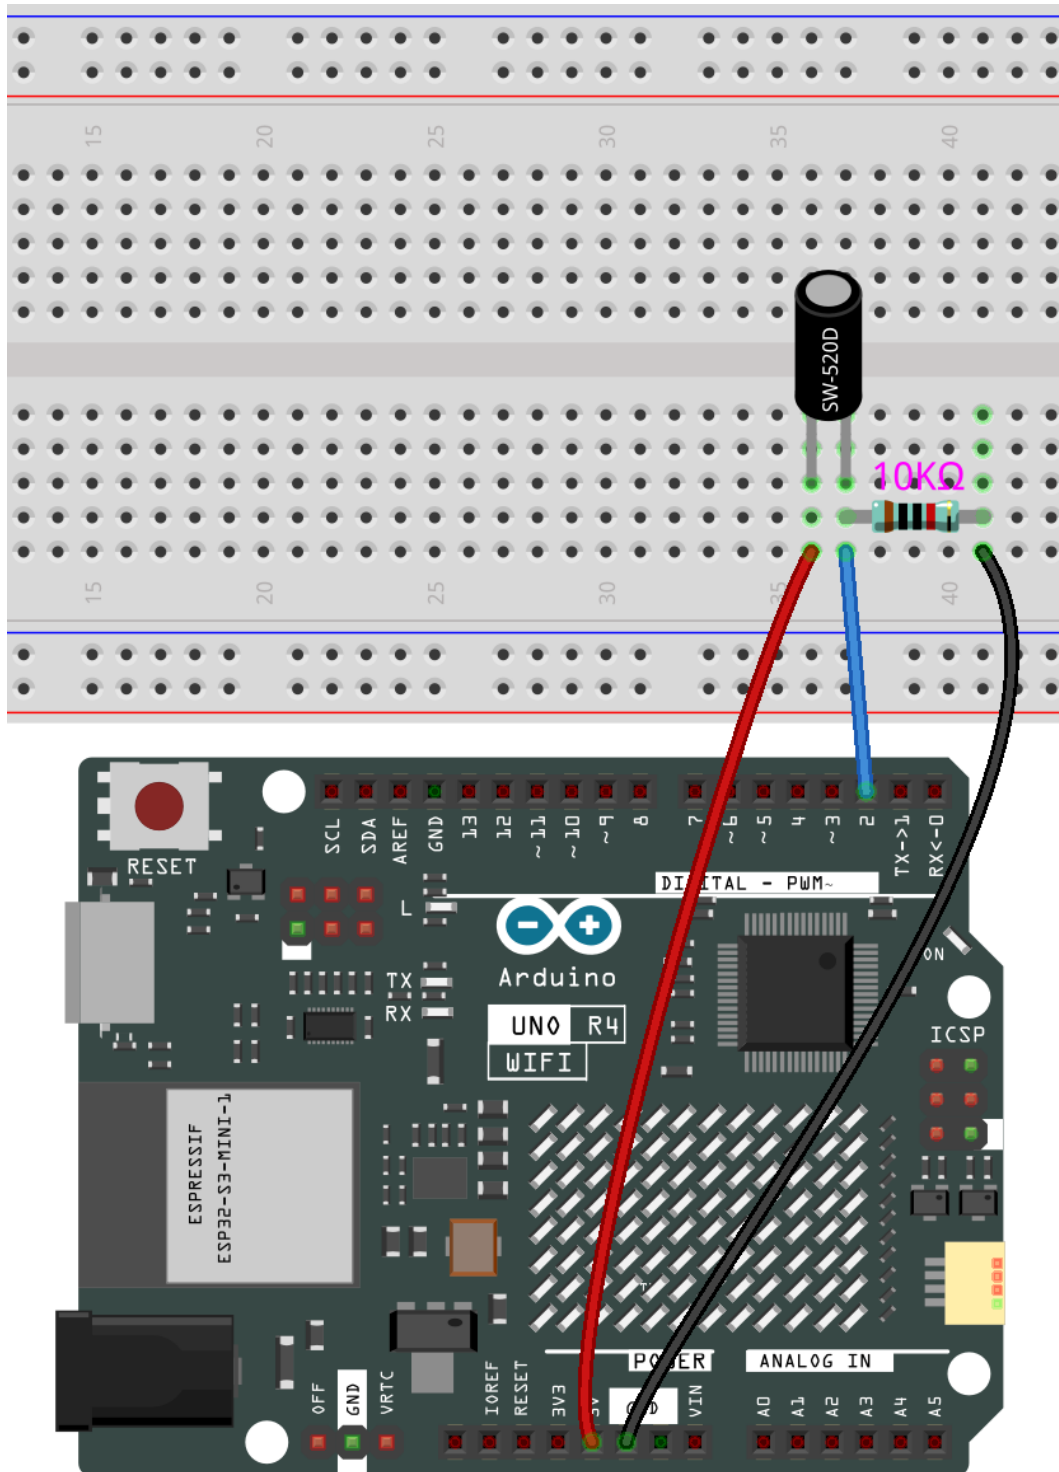 15 20 25 30 35 40
SW-520D
10KΩ
15 20 25 30 35 40
SCL SDA AREF GND 13 12 ~11 ~10 ~9 8 7 ~6 ~5 4 ~3 2 TX->1 RX<-0
RESET
DIGITAL - PWM~
L
TX
RX
ON
Arduino
UNO R4
WIFI
ICSP
ESPRESSIF
ESP32-S3-MINI-1
POWER
ANALOG IN
OFF GND VRTC IOREF RESET 3V3 5V GND VIN A0 A1 A2 A3 A4 A5